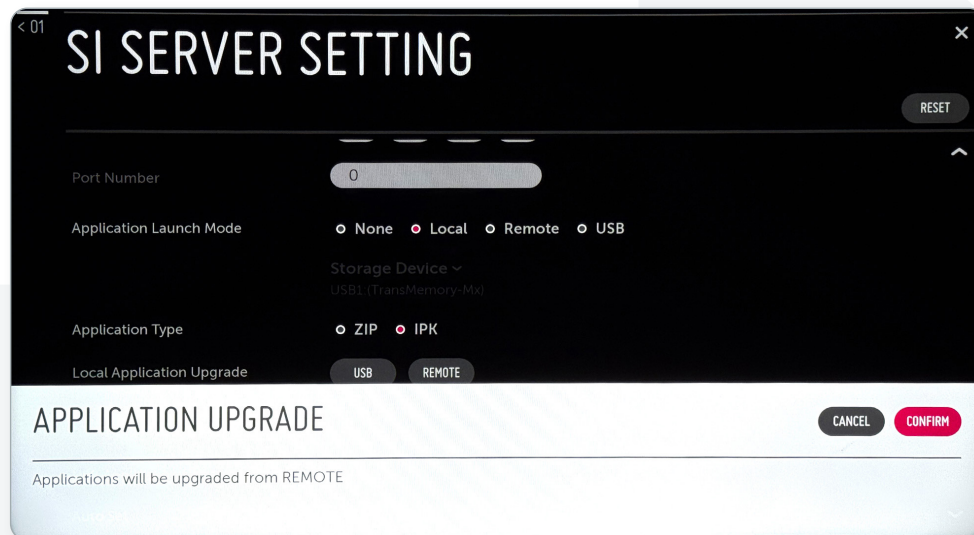 < 01
SI SERVER SETTING
RESET
Port Number 0
Application Launch Mode None Local Remote USB
Storage Device
USB1:(TransMemory-Mx)
Application Type ZIP IPK
Local Application Upgrade USB REMOTE
APPLICATION UPGRADE CANCEL CONFIRM
Applications will be upgraded from REMOTE